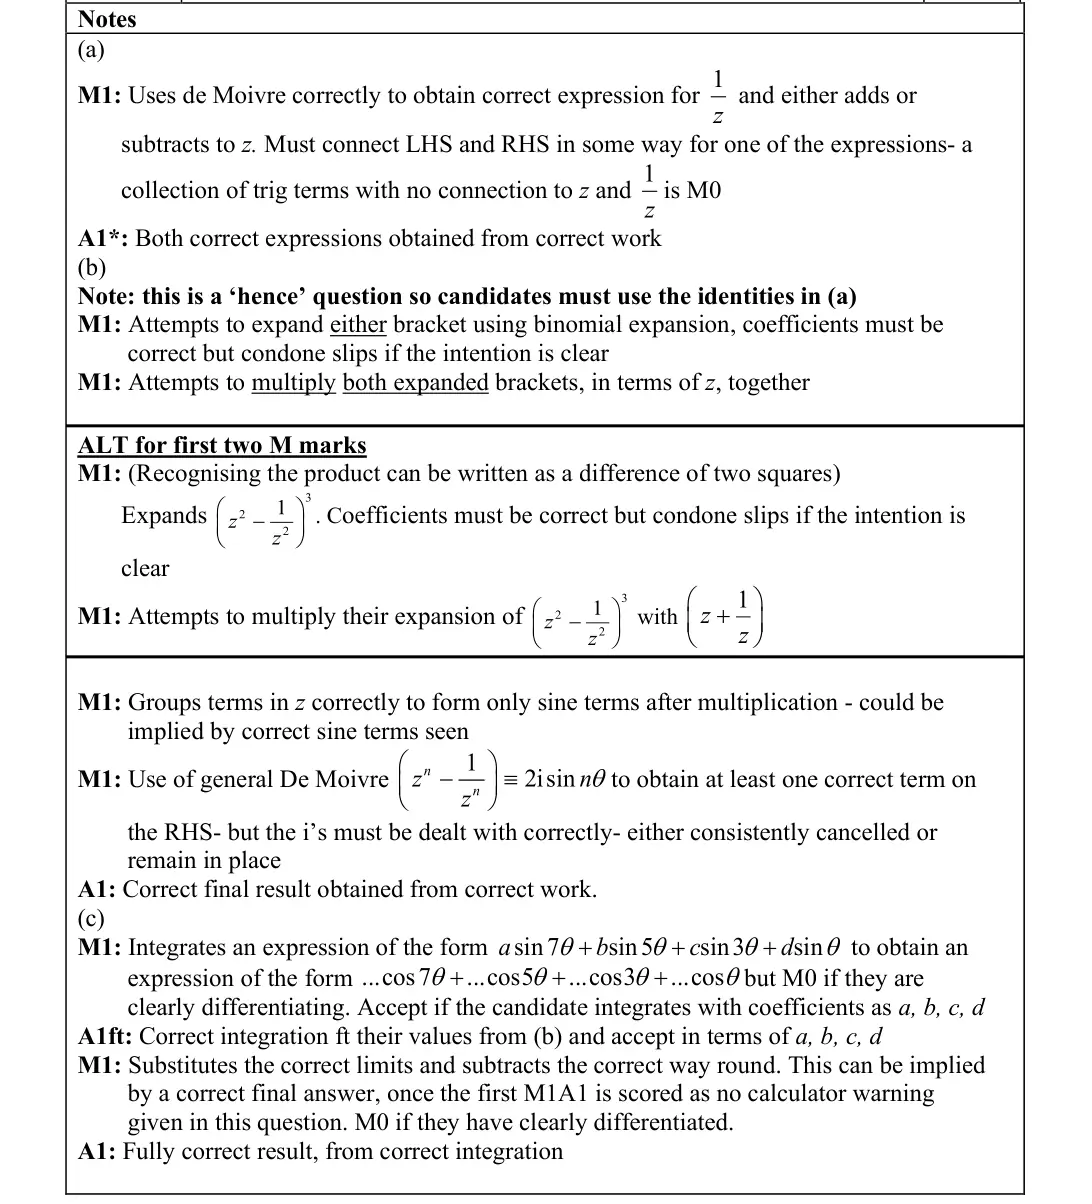 Notes
(a)
M1: Uses de Moivre correctly to obtain correct expression for 1/z and either adds or
subtracts to z. Must connect LHS and RHS in some way for one of the expressions- a
collection of trig terms with no connection to z and 1/z is M0
A1*: Both correct expressions obtained from correct work
(b)
Note: this is a ‘hence’ question so candidates must use the identities in (a)
M1: Attempts to expand either bracket using binomial expansion, coefficients must be
correct but condone slips if the intention is clear
M1: Attempts to multiply both expanded brackets, in terms of z, together
ALT for first two M marks
M1: (Recognising the product can be written as a difference of two squares)
Expands (z² − 1/z²)³. Coefficients must be correct but condone slips if the intention is
clear
M1: Attempts to multiply their expansion of (z² − 1/z²)³ with (z + 1/z)
M1: Groups terms in z correctly to form only sine terms after multiplication - could be
implied by correct sine terms seen
M1: Use of general De Moivre (zⁿ − 1/zⁿ) ≡ 2i sin nθ to obtain at least one correct term on
the RHS- but the i’s must be dealt with correctly- either consistently cancelled or
remain in place
A1: Correct final result obtained from correct work.
(c)
M1: Integrates an expression of the form a sin 7θ + b sin 5θ + c sin 3θ + d sin θ to obtain an
expression of the form ...cos 7θ + ...cos 5θ + ...cos 3θ + ...cos θ but M0 if they are
clearly differentiating. Accept if the candidate integrates with coefficients as a, b, c, d
A1ft: Correct integration ft their values from (b) and accept in terms of a, b, c, d
M1: Substitutes the correct limits and subtracts the correct way round. This can be implied
by a correct final answer, once the first M1A1 is scored as no calculator warning
given in this question. M0 if they have clearly differentiated.
A1: Fully correct result, from correct integration